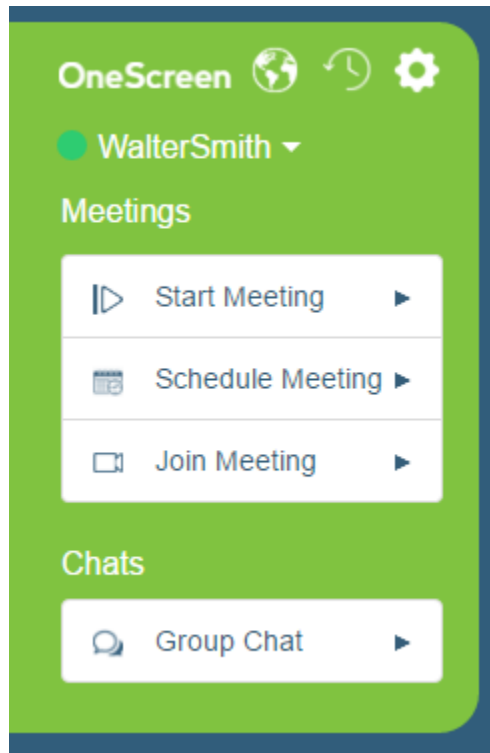 OneScreen
WalterSmith
Meetings
Start Meeting
Schedule Meeting
Join Meeting
Chats
Group Chat